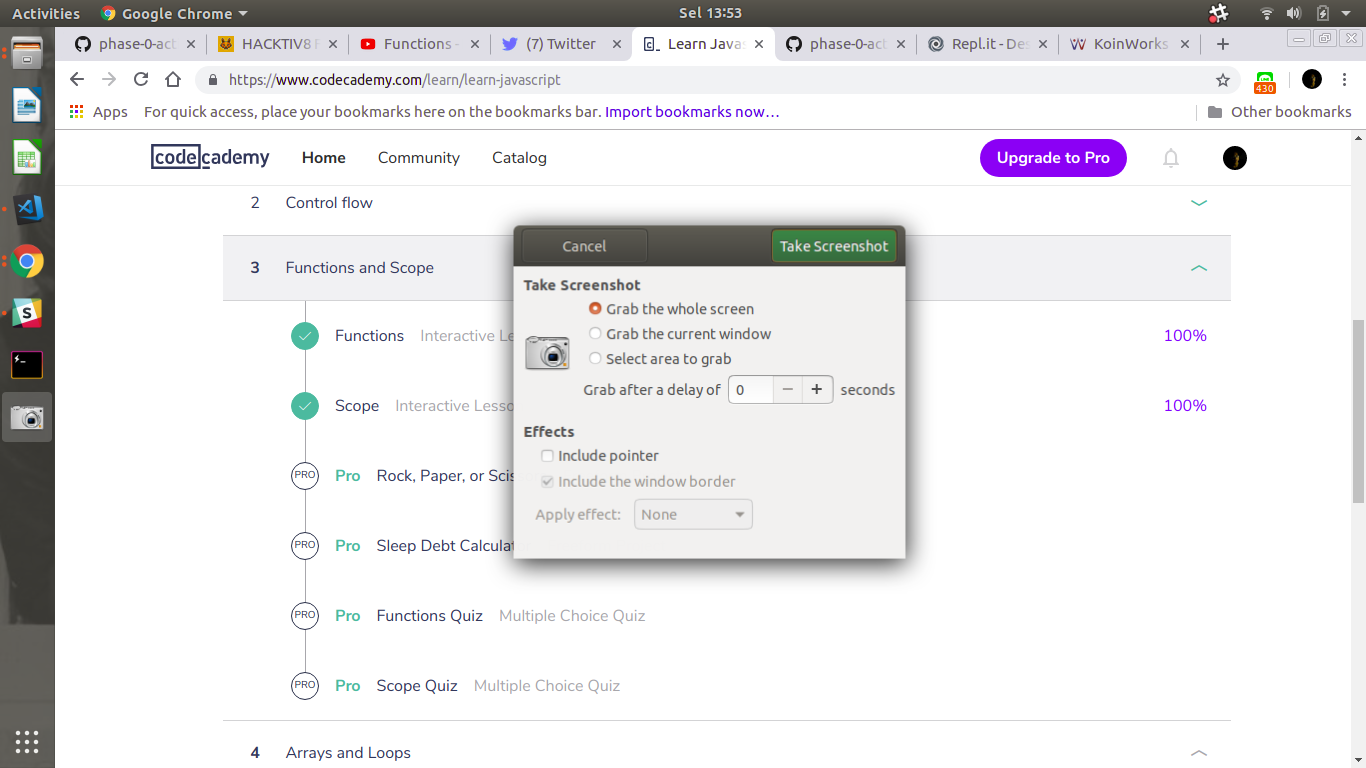 Activities Google Chrome Sel 13:53
phase-0-act HACKTIV8 Functions - (7) Twitter Learn Javas phase-0-act Repl.it - Des KoinWorks
https://www.codecademy.com/learn/learn-javascript
430
Apps For quick access, place your bookmarks here on the bookmarks bar. Import bookmarks now… Other bookmarks
codecademy Home Community Catalog Upgrade to Pro
2 Control flow
Cancel Take Screenshot
3 Functions and Scope
Take Screenshot
Grab the whole screen
Functions Interactive Le 100%
Grab the current window
Select area to grab
Grab after a delay of 0 seconds
Scope Interactive Lesso 100%
Effects
Include pointer
PRO Pro Rock, Paper, or Scis
Include the window border
Apply effect: None
PRO Pro Sleep Debt Calculat
PRO Pro Functions Quiz Multiple Choice Quiz
PRO Pro Scope Quiz Multiple Choice Quiz
4 Arrays and Loops